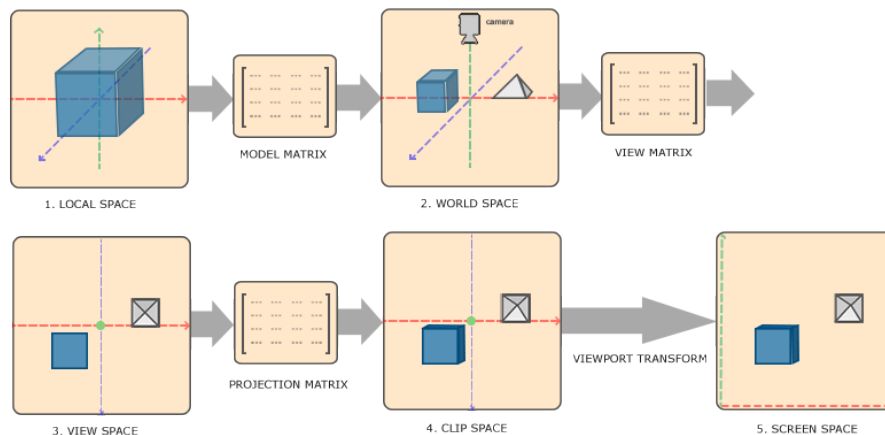 camera
MODEL MATRIX
VIEW MATRIX
1. LOCAL SPACE
2. WORLD SPACE
PROJECTION MATRIX
VIEWPORT TRANSFORM
3. VIEW SPACE
4. CLIP SPACE
5. SCREEN SPACE